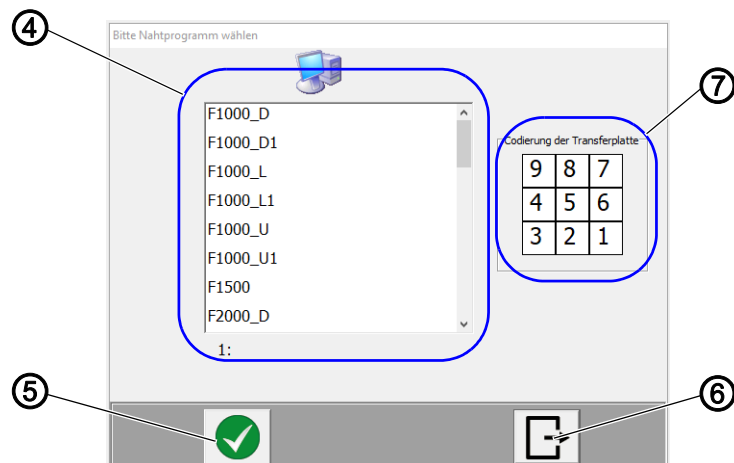 ④
Bitte Nahtprogramm wählen
⑦
F1000_D
F1000_D1
F1000_L
F1000_L1
F1000_U
F1000_U1
F1500
F2000_D
1:
Codierung der Transferplatte
9 8 7
4 5 6
3 2 1
⑤
⑥